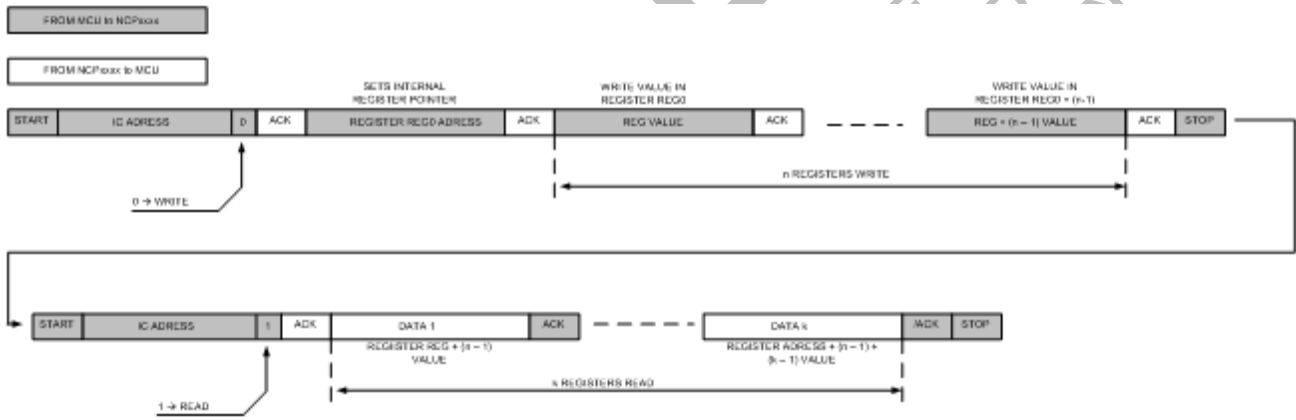 FROM MCU to NCPxxxx
FROM NCPxxxx to MCU
SETS INTERNAL
REGISTER POINTER
WRITE VALUE IN
REGISTER REG0
WRITE VALUE IN
REGISTER REG0 + (n-1)
START IC ADRESS 0 ACK REGISTER REG0 ADRESS ACK REG VALUE ACK REG + (n – 1) VALUE ACK STOP
n REGISTERS WRITE
0 → WRITE
START IC ADRESS 1 ACK DATA 1 ACK DATA k /ACK STOP
REGISTER REG + (n – 1)
VALUE
REGISTER ADRESS + (n – 1) +
(k – 1) VALUE
k REGISTERS READ
1 → READ